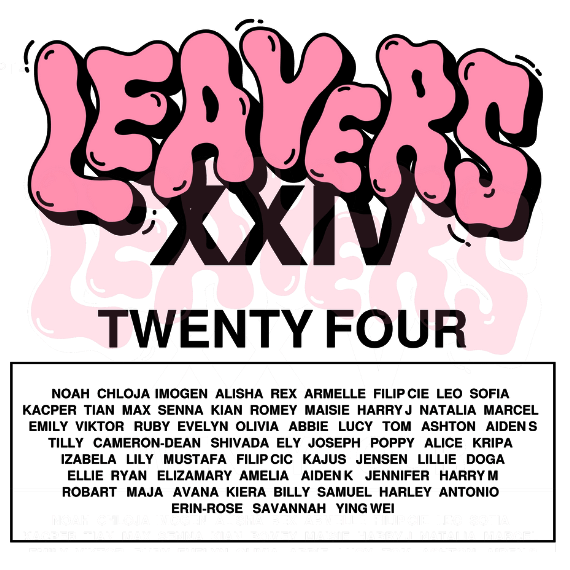 LEAVERS
XXIV
TWENTY FOUR
NOAH CHLOJA IMOGEN ALISHA REX ARMELLE FILIP CIE LEO SOFIA
KACPER TIAN MAX SENNA KIAN ROMEY MAISIE HARRY J NATALIA MARCEL
EMILY VIKTOR RUBY EVELYN OLIVIA ABBIE LUCY TOM ASHTON AIDEN S
TILLY CAMERON-DEAN SHIVADA ELY JOSEPH POPPY ALICE KRIPA
IZABELA LILY MUSTAFA FILIP CIC KAJUS JENSEN LILLIE DOGA
ELLIE RYAN ELIZAMARY AMELIA AIDEN K JENNIFER HARRY M
ROBART MAJA AVANA KIERA BILLY SAMUEL HARLEY ANTONIO
ERIN-ROSE SAVANNAH YING WEI